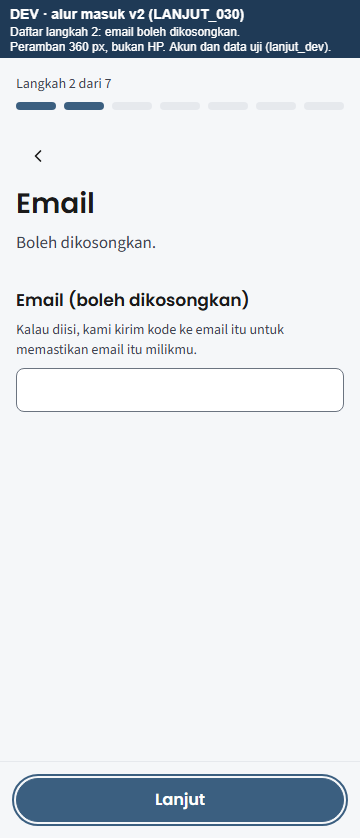 DEV · alur masuk v2 (LANJUT_030)
Daftar langkah 2: email boleh dikosongkan.
Peramban 360 px, bukan HP. Akun dan data uji (lanjut_dev).
Langkah 2 dari 7
Email
Boleh dikosongkan.
Email (boleh dikosongkan)
Kalau diisi, kami kirim kode ke email itu untuk
memastikan email itu milikmu.
Lanjut